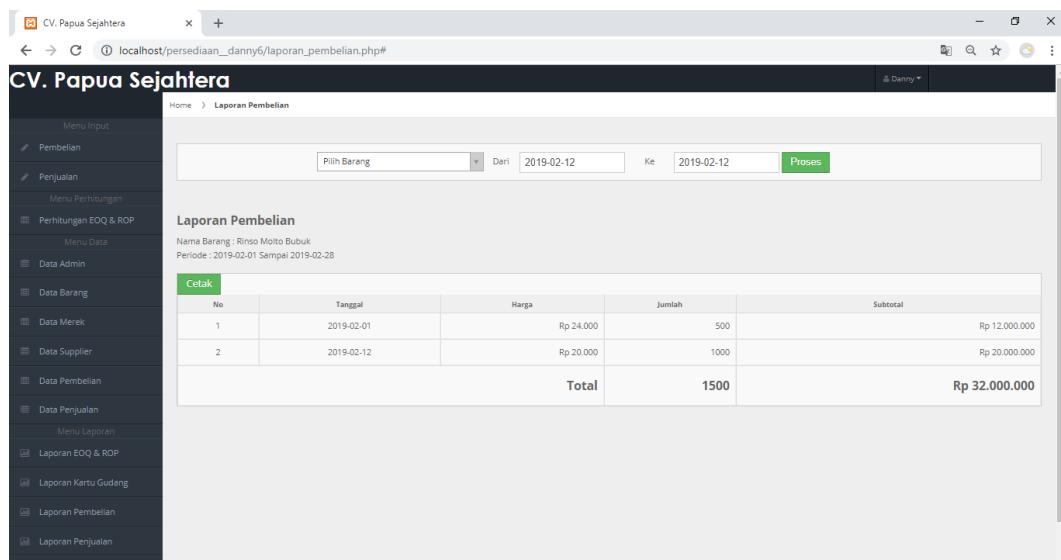 CV. Papua Sejahtera
localhost/persediaan__danny6/laporan_pembelian.php#
CV. Papua Sejahtera
Danny
Home > Laporan Pembelian
Menu Input
Pembelian
Penjualan
Menu Perhitungan
Perhitungan EOQ & ROP
Menu Data
Data Admin
Data Barang
Data Merek
Data Supplier
Data Pembelian
Data Penjualan
Menu Laporan
Laporan EOQ & ROP
Laporan Kartu Gudang
Laporan Pembelian
Laporan Penjualan
Pilih Barang Dari 2019-02-12 Ke 2019-02-12 Proses
Laporan Pembelian
Nama Barang : Rinso Molto Bubuk
Periode : 2019-02-01 Sampai 2019-02-28
Cetak
No Tanggal Harga Jumlah Subtotal
1 2019-02-01 Rp 24.000 500 Rp 12.000.000
2 2019-02-12 Rp 20.000 1000 Rp 20.000.000
Total 1500 Rp 32.000.000